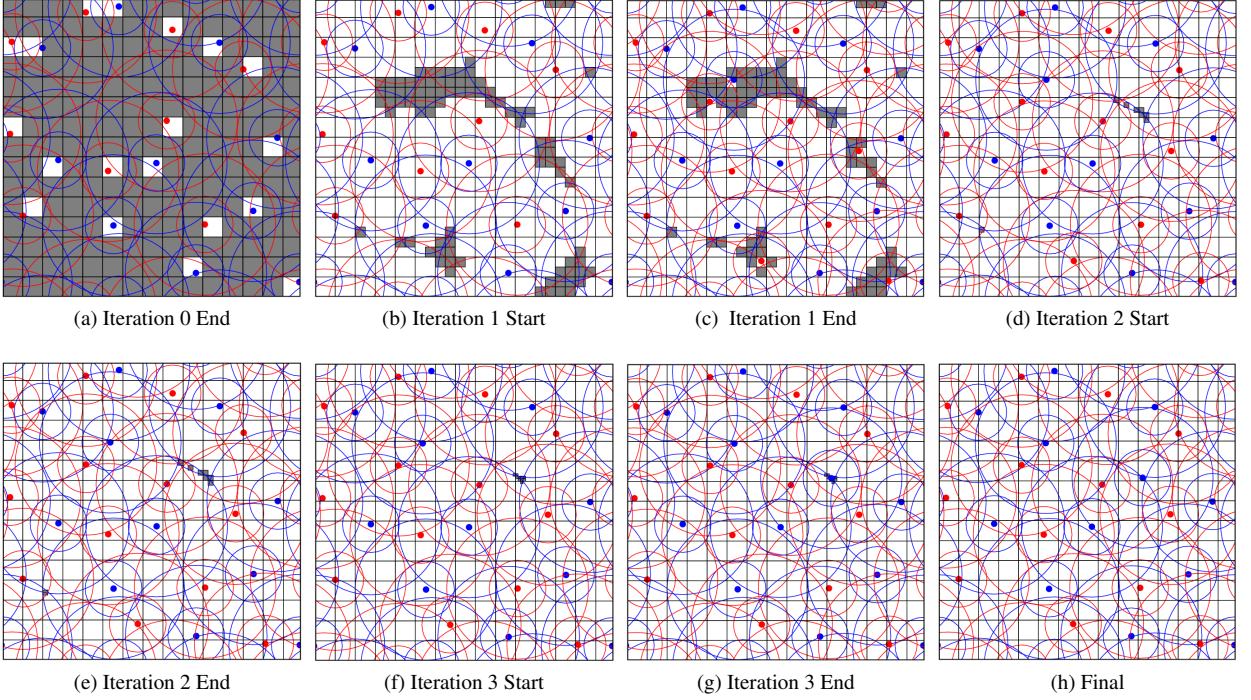 (a) Iteration 0 End
(b) Iteration 1 Start
(c) Iteration 1 End
(d) Iteration 2 Start
(e) Iteration 2 End
(f) Iteration 3 Start
(g) Iteration 3 End
(h) Final